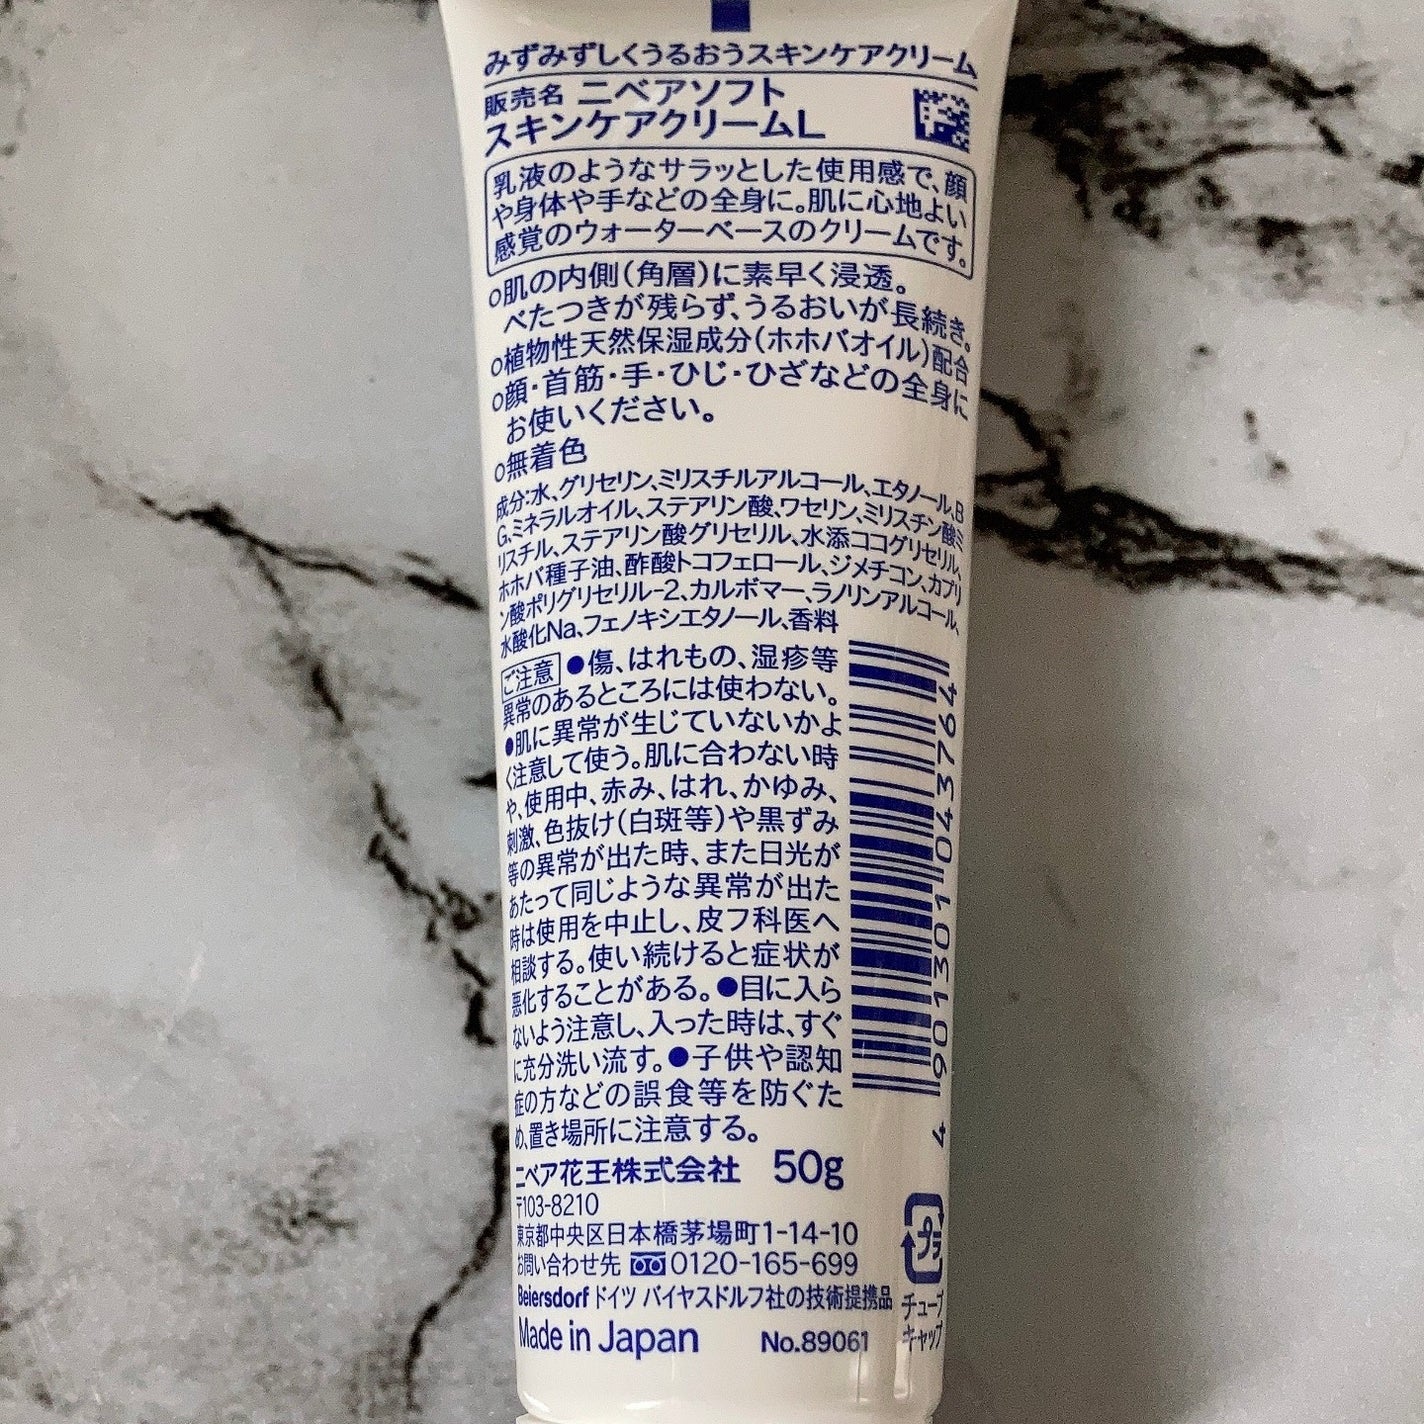 みずみずしくうるおうスキンケアクリーム
販売名 ニベアソフト
スキンケアクリームL
乳液のようなサラッとした使用感で、顔
や身体や手などの全身に。肌に心地よい
感覚のウォーターベースのクリームです。
○肌の内側(角層)に素早く浸透。
べたつきが残らず、うるおいが長続き。
○植物性天然保湿成分(ホホバオイル)配合
○顔・首筋・手・ひじ・ひざなどの全身に
お使いください。
○無着色
成分:水、グリセリン、ミリスチルアルコール、エタノール、B
G、ミネラルオイル、ステアリン酸、ワセリン、ミリスチン酸ミ
リスチル、ステアリン酸グリセリル、水添ココグリセリル、
ホホバ種子油、酢酸トコフェロール、ジメチコン、カプリ
ン酸ポリグリセリル-2、カルボマー、ラノリンアルコール、
水酸化Na、フェノキシエタノール、香料
ご注意 ●傷、はれもの、湿疹等
異常のあるところには使わない。
●肌に異常が生じていないかよ
く注意して使う。肌に合わない時
や、使用中、赤み、はれ、かゆみ、
刺激、色抜け(白斑等)や黒ずみ
等の異常が出た時、また日光が
あたって同じような異常が出た
時は使用を中止し、皮フ科医へ
相談する。使い続けると症状が
悪化することがある。●目に入ら
ないよう注意し、入った時は、すぐ
に充分洗い流す。●子供や認知
症の方などの誤食等を防ぐた
め、置き場所に注意する。
4 901301 043764
ニベア花王株式会社 50g
〒103-8210
東京都中央区日本橋茅場町1-14-10
お問い合わせ先 0120-165-699
Beiersdorf ドイツ バイヤスドルフ社の技術提携品
Made in Japan No.89061
プラ
チューブ
キャップ